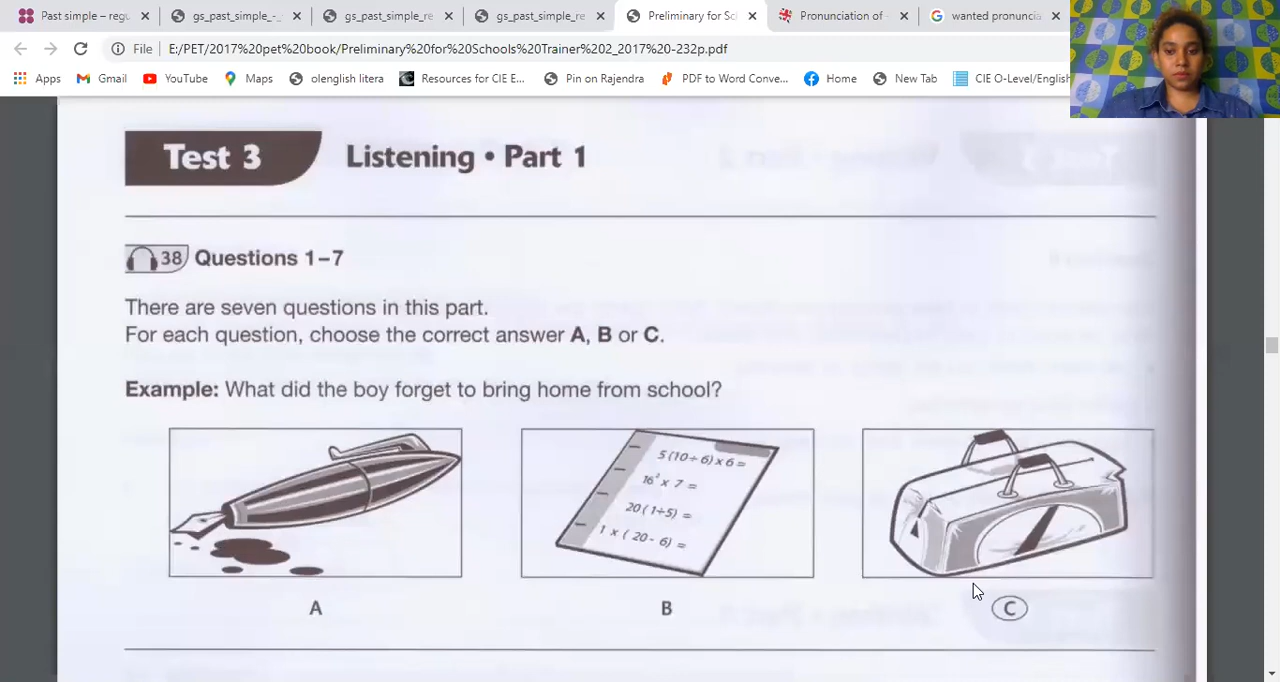 Past simple – regu
gs_past_simple_-_
gs_past_simple_re
gs_past_simple_re
Preliminary for Sc
Pronunciation of
wanted pronuncia
File
E:/PET/2017%20pet%20book/Preliminary%20for%20Schools%20Trainer%202_2017%20-232p.pdf
Apps
Gmail
YouTube
Maps
olenglish litera
Resources for CIE E...
Pin on Rajendra
PDF to Word Conve...
Home
New Tab
CIE O-Level/English
Test 3
Listening • Part 1
38 Questions 1–7
There are seven questions in this part.
For each question, choose the correct answer A, B or C.
Example: What did the boy forget to bring home from school?
5(10÷6)x6=
16² x 7 =
20(1÷5) =
1 x (20-6) =
A
B
C